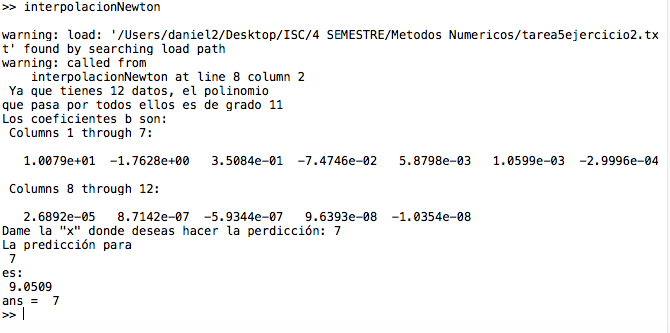 >> interpolacionNewton
warning: load: '/Users/daniel2/Desktop/ISC/4 SEMESTRE/Metodos Numericos/tarea5ejercicio2.tx
t' found by searching load path
warning: called from
interpolacionNewton at line 8 column 2
Ya que tienes 12 datos, el polinomio
que pasa por todos ellos es de grado 11
Los coeficientes b son:
Columns 1 through 7:
1.0079e+01 -1.7628e+00 3.5084e-01 -7.4746e-02 5.8798e-03 1.0599e-03 -2.9996e-04
Columns 8 through 12:
2.6892e-05 8.7142e-07 -5.9344e-07 9.6393e-08 -1.0354e-08
Dame la "x" donde deseas hacer la perdicción: 7
La predicción para
7
es:
9.0509
ans = 7
>>